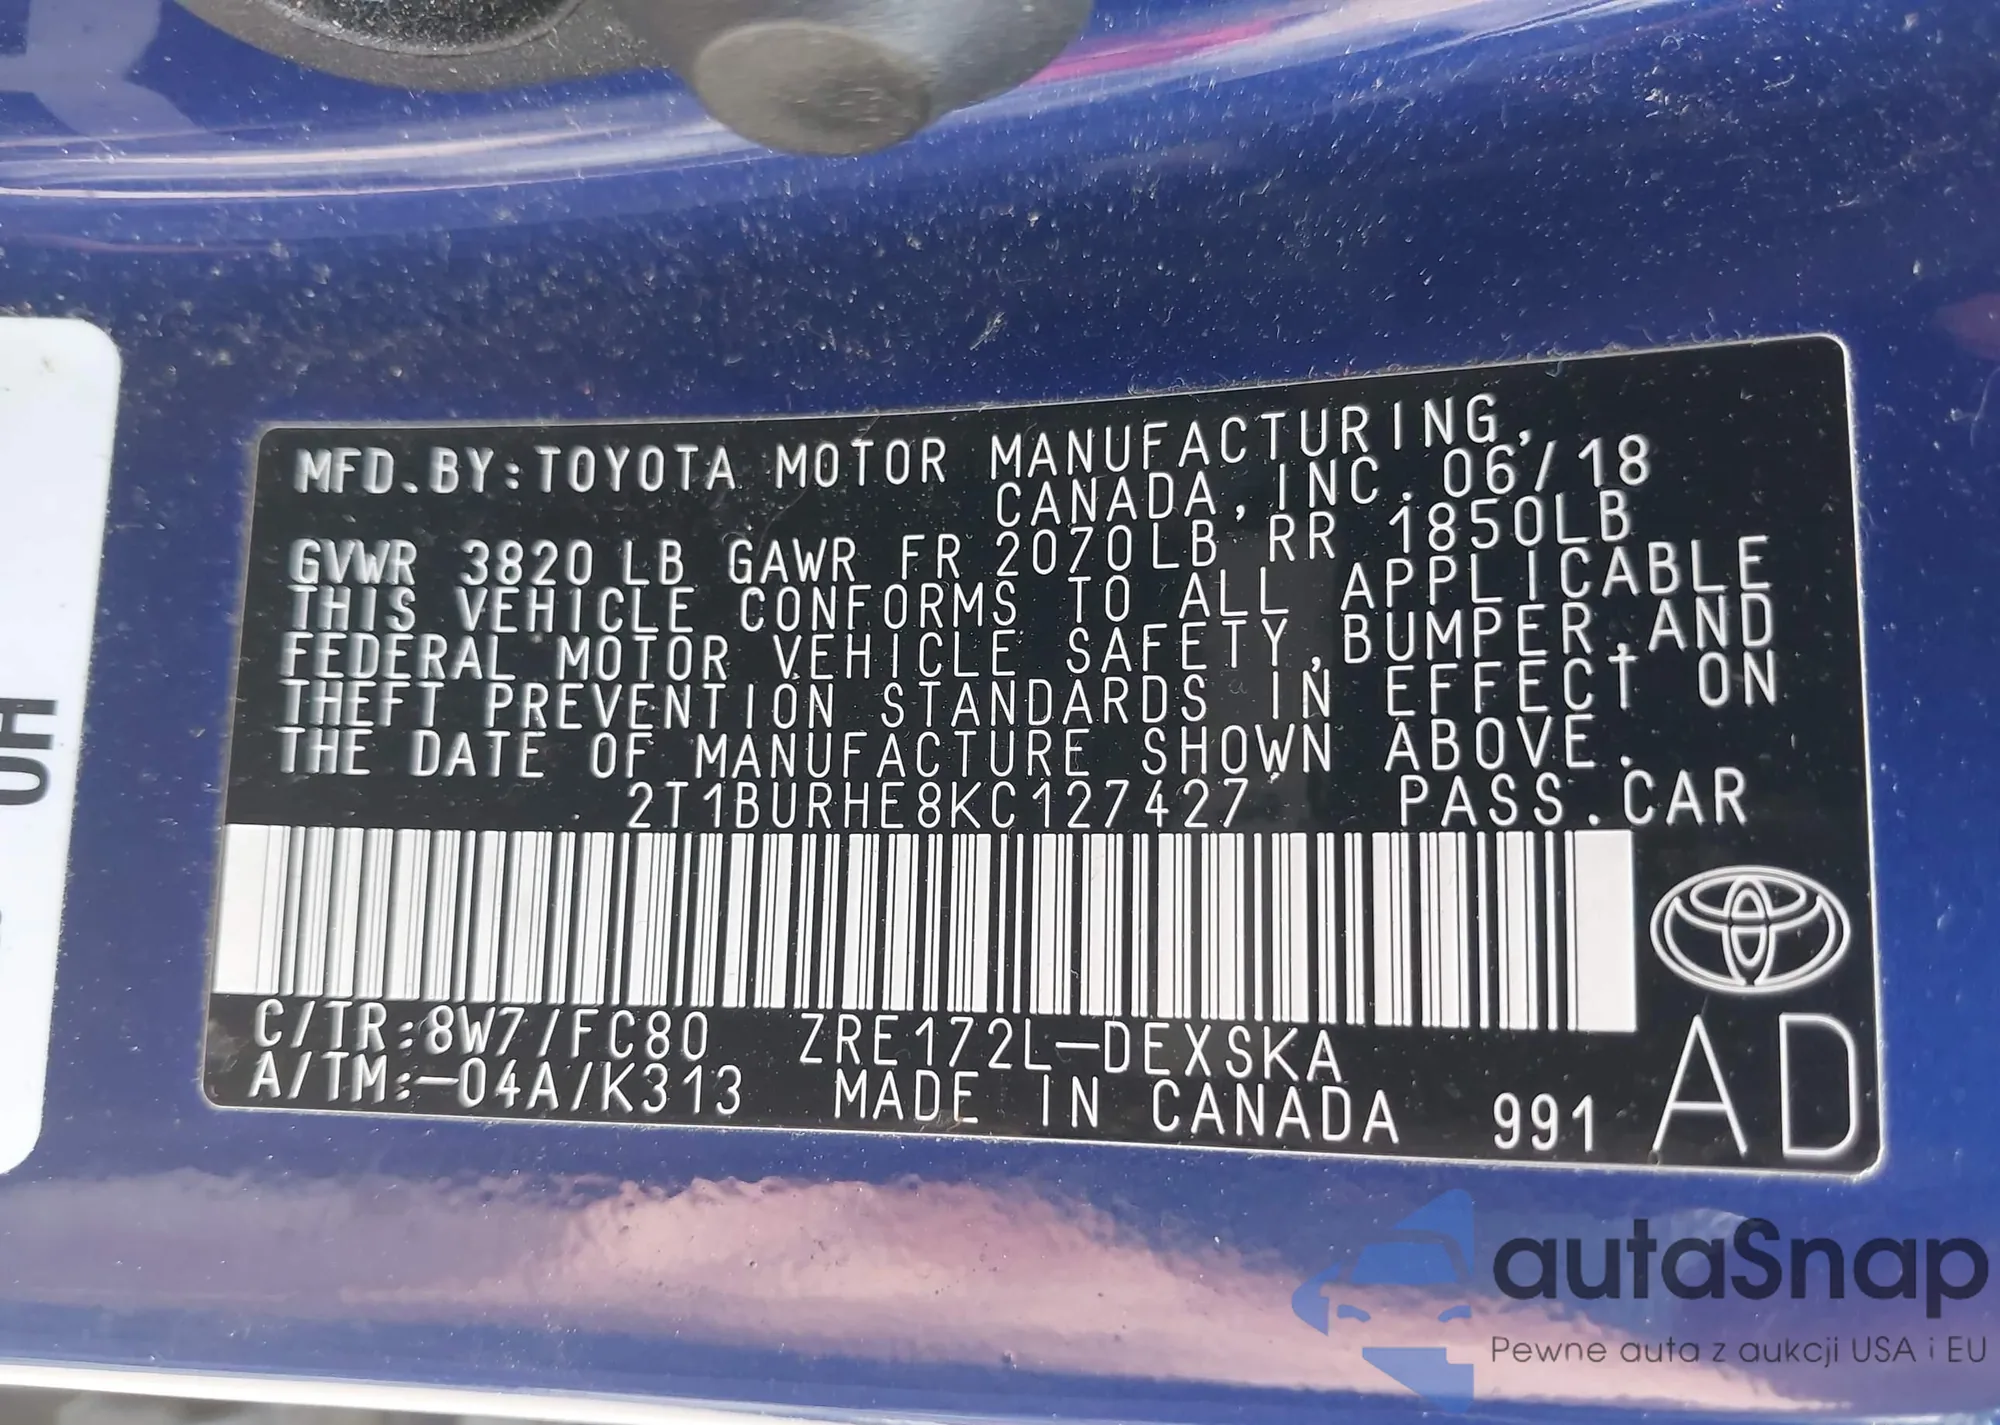 MFD.BY:TOYOTA MOTOR MANUFACTURING,
CANADA,INC.06/18
GVWR 3820LB GAWR FR 2070LB RR 1850LB
THIS VEHICLE CONFORMS TO ALL APPLICABLE
FEDERAL MOTOR VEHICLE SAFETY,BUMPER,AND
THEFT PREVENTION STANDARDS IN EFFECT ON
THE DATE OF MANUFACTURE SHOWN ABOVE.
2T1BURHE8KC127427 PASS.CAR
C/TR:8W7/FC80 ZRE172L-DEXSKA
A/TM:-04A/K313 MADE IN CANADA 991 AD
autaSnap
Pewne auta z aukcji USA i EU